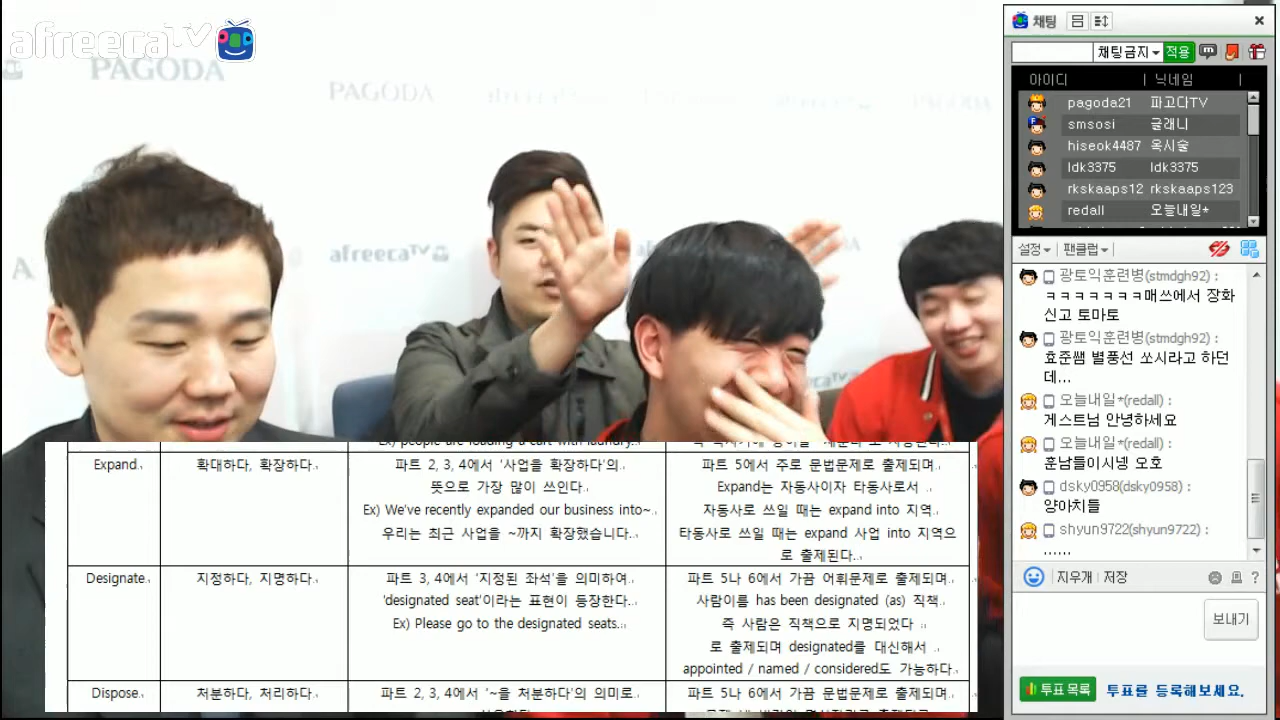 afreecaTV
PAGODA
PAGODA
afreecaTV
A
Ex) people are loading a cart with laundry.
Expand.
확대하다, 확장하다.
파트 2, 3, 4에서 '사업을 확장하다'의
뜻으로 가장 많이 쓰인다.
Ex) We've recently expanded our business into~.
우리는 최근 사업을 ~까지 확장했습니다.
파트 5에서 주로 문법문제로 출제되며
Expand는 자동사이자 타동사로서
자동사로 쓰일 때는 expand into 지역
타동사로 쓰일 때는 expand 사업 into 지역으
로 출제된다.
Designate.
지정하다, 지명하다.
파트 3, 4에서 '지정된 좌석'을 의미하여
'designated seat'이라는 표현이 등장한다.
Ex) Please go to the designated seats.
파트 5나 6에서 가끔 어휘문제로 출제되며
사람이름 has been designated (as) 직책
즉 사람은 직책으로 지명되었다
로 출제되며 designated를 대신해서
appointed / named / considered도 가능하다.
Dispose.
처분하다, 처리하다.
파트 2, 3, 4에서 '~을 처분하다'의 의미로
파트 5나 6에서 가끔 문법문제로 출제되며
채팅
채팅금지 적용
아이디 닉네임
pagoda21 파고다TV
smsosi 글래니
hiseok4487 옥시술
ldk3375 ldk3375
rkskaaps12 rkskaaps123
redall 오늘내일*
설정 팬클럽
광토익훈련병(stmdgh92) :
ㅋㅋㅋㅋㅋㅋㅋ매쓰에서 장화
신고 토마토
광토익훈련병(stmdgh92) :
효준쌤 별풍선 쏘시라고 하던
데...
오늘내일*(redall) :
게스트님 안녕하세요
오늘내일*(redall) :
훈남들이시넹 오호
dsky0958(dsky0958) :
양아치들
shyun9722(shyun9722) :
......
지우개 저장
보내기
투표 목록 투표를 등록해보세요.